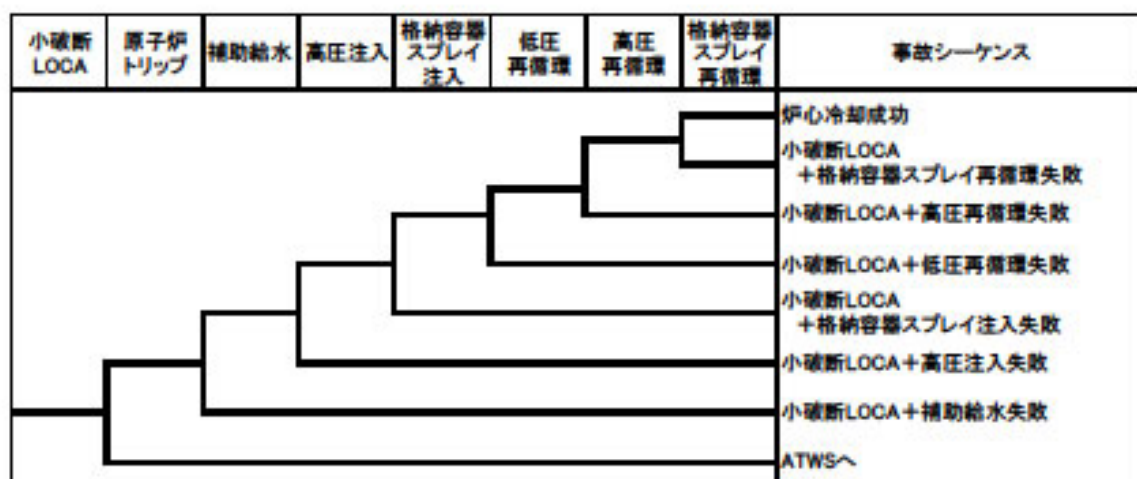 小破断
LOCA
原子炉
トリップ
補助給水
高圧注入
格納容器
スプレイ
注入
低圧
再循環
高圧
再循環
格納容器
スプレイ
再循環
事故シーケンス
炉心冷却成功
小破断LOCA
+格納容器スプレイ再循環失敗
小破断LOCA+高圧再循環失敗
小破断LOCA+低圧再循環失敗
小破断LOCA
+格納容器スプレイ注入失敗
小破断LOCA+高圧注入失敗
小破断LOCA+補助給水失敗
ATWSへ